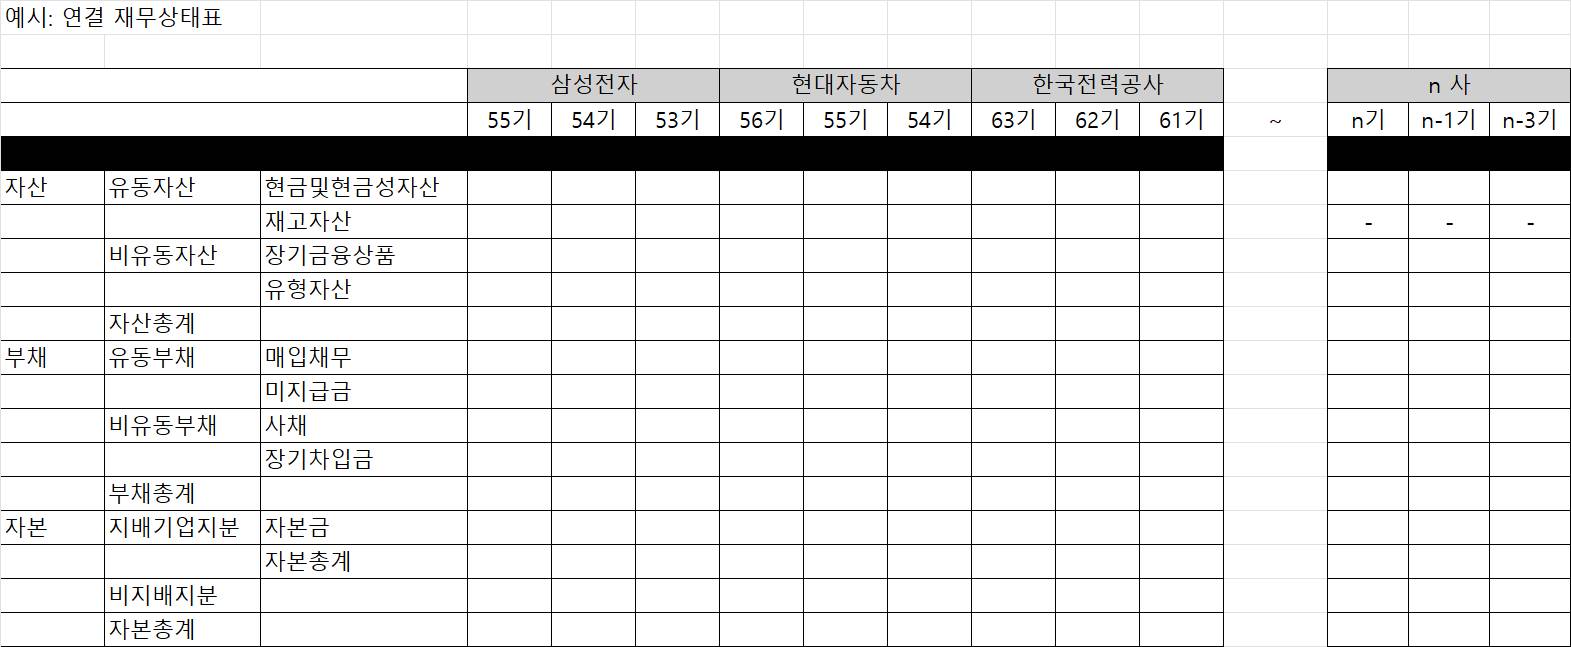 예시: 연결 재무상태표
삼성전자 현대자동차 한국전력공사 n 사
55기 54기 53기 56기 55기 54기 63기 62기 61기 ~ n기 n-1기 n-3기
자산 유동자산 현금및현금성자산
재고자산 - - -
비유동자산 장기금융상품
유형자산
자산총계
부채 유동부채 매입채무
미지급금
비유동부채 사채
장기차입금
부채총계
자본 지배기업지분 자본금
자본총계
비지배지분
자본총계